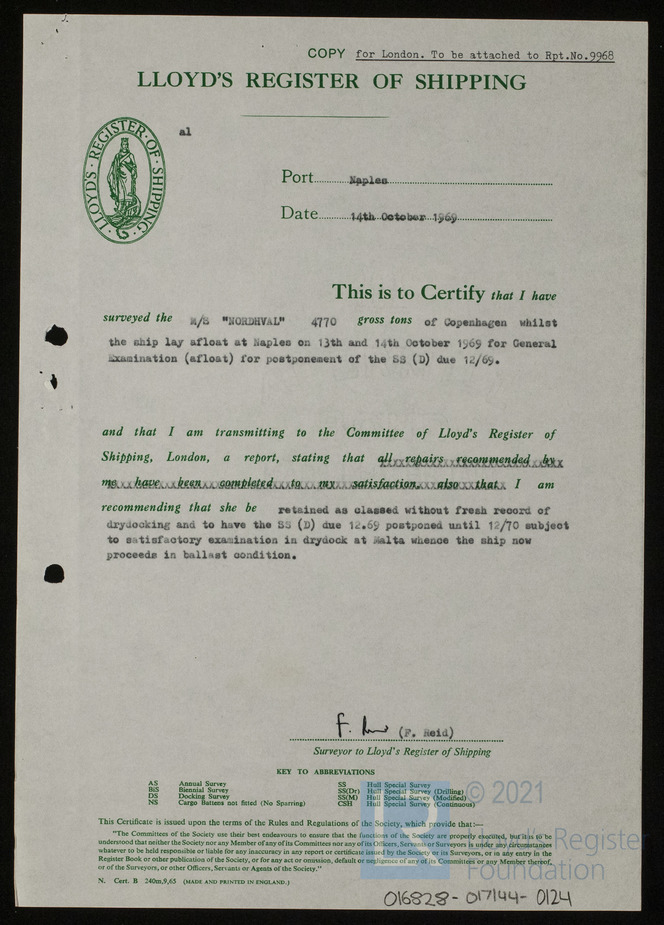 COPY for London. To be attached to Rpt.No.9968
LLOYD'S REGISTER OF SHIPPING
al
LLOYD'S · REGISTER · OF · SHIPPING
Port Naples
Date 14th October 1969
This is to Certify that I have
surveyed the M/S "NORDHVAL" 4770 gross tons of Copenhagen whilst
the ship lay afloat at Naples on 13th and 14th October 1969 for General
Examination (afloat) for postponement of the SS (D) due 12/69.
and that I am transmitting to the Committee of Lloyd's Register of
Shipping, London, a report, stating that all repairs recommended by
me have been completed to my satisfaction. also that I am
recommending that she be retained as classed without fresh record of
drydocking and to have the SS (D) due 12.69 postponed until 12/70 subject
to satisfactory examination in drydock at Malta whence the ship now
proceeds in ballast condition.
F. (F. Reid)
Surveyor to Lloyd's Register of Shipping
KEY TO ABBREVIATIONS
AS Annual Survey SS Hull Special Survey
BiS Biennial Survey SS(Dr) Hull Special Survey (Drilling)
DS Docking Survey SS(M) Hull Special Survey (Modified)
NS Cargo Battens not fitted (No Sparring) CSH Hull Special Survey (Continuous)
This Certificate is issued upon the terms of the Rules and Regulations of the Society, which provide that:—
"The Committees of the Society use their best endeavours to ensure that the functions of the Society are properly executed, but it is to be
understood that neither the Society nor any Member of any of its Committees nor any of its Officers, Servants or Surveyors is under any circumstances
whatever to be held responsible or liable for any inaccuracy in any report or certificate issued by the Society or its Surveyors, or in any entry in the
Register Book or other publication of the Society, or for any act or omission, default or negligence of any of its Committees or any Member thereof,
or of the Surveyors, or other Officers, Servants or Agents of the Society."
N. Cert. B 240m,9,65 (MADE AND PRINTED IN ENGLAND.)
© 2021
Register
Foundation
016828-017144-0124